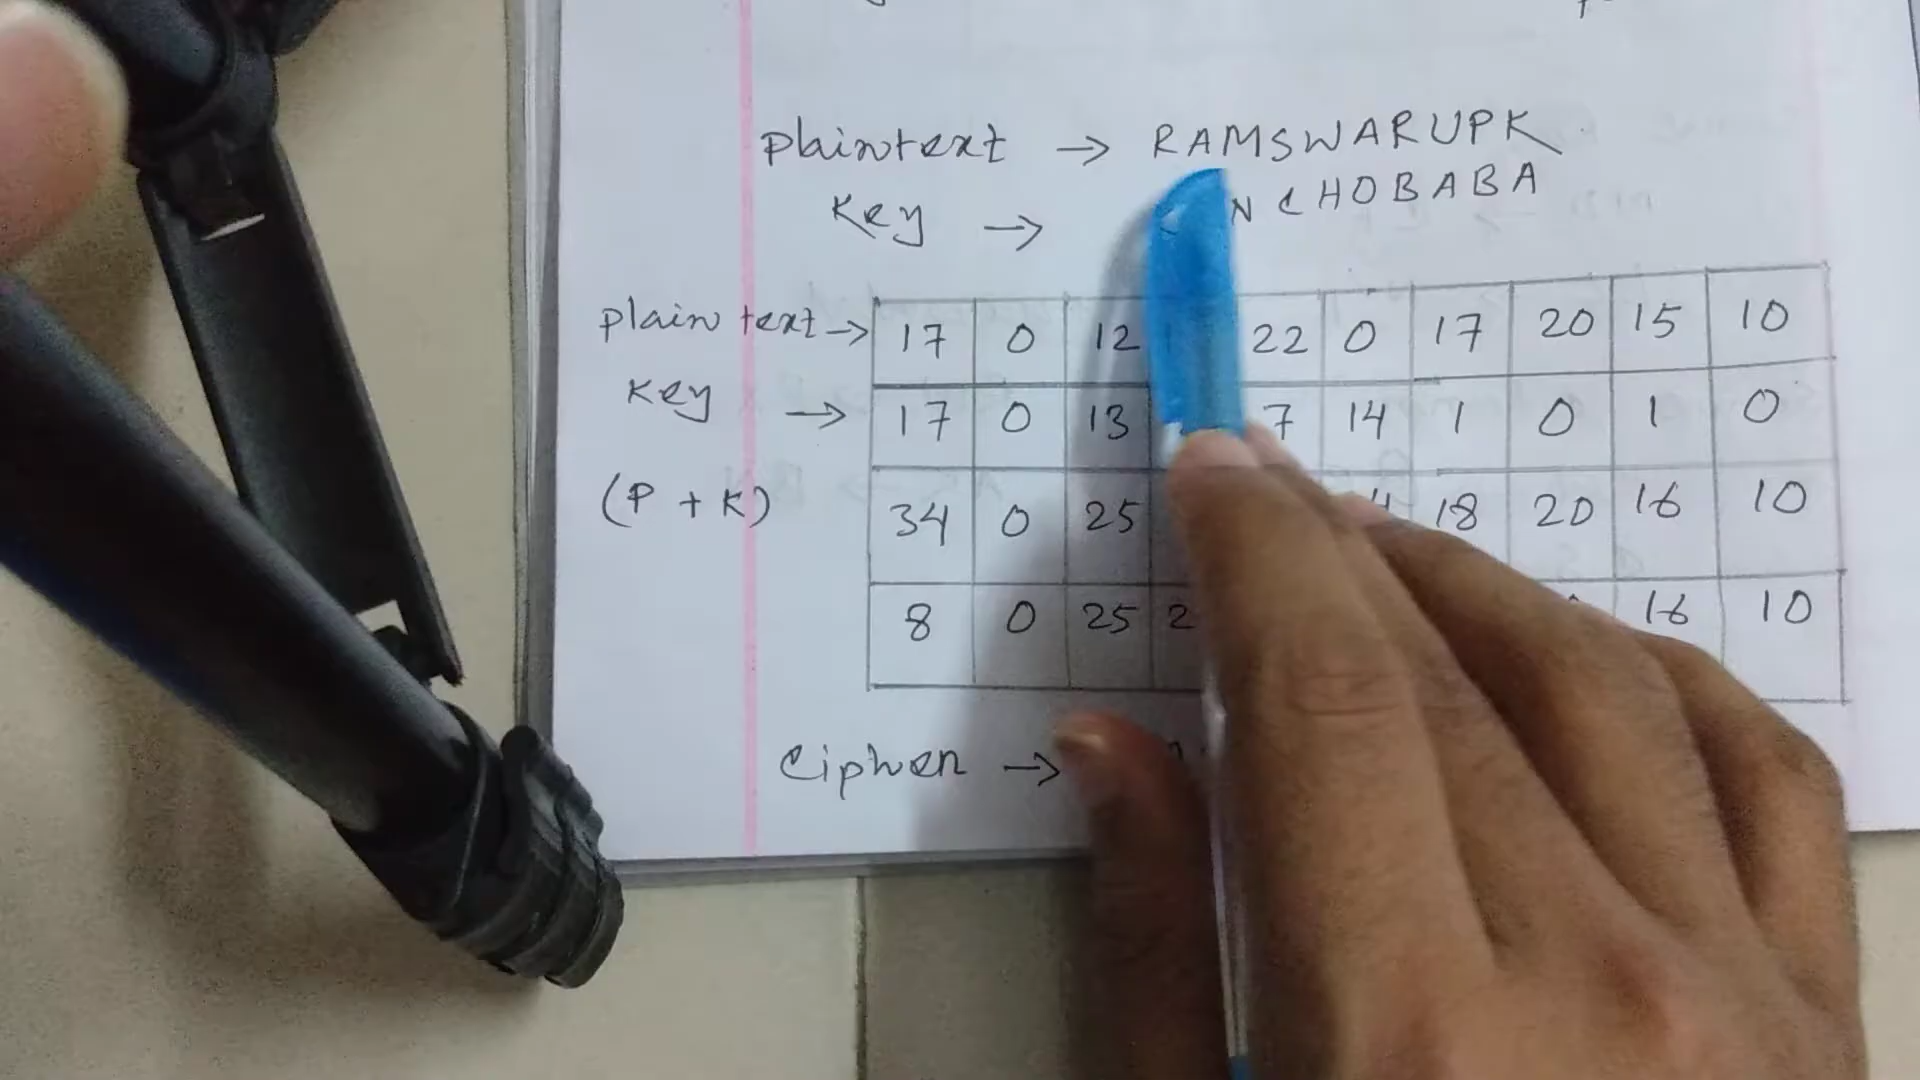 Plaintext → RAMSWARUPK
Key → NCHOBABA
plain text → 17 0 12 22 0 17 20 15 10
Key → 17 0 13 7 14 1 0 1 0
(P + K) 34 0 25 18 20 16 10
8 0 25 2 16 10
Cipher →